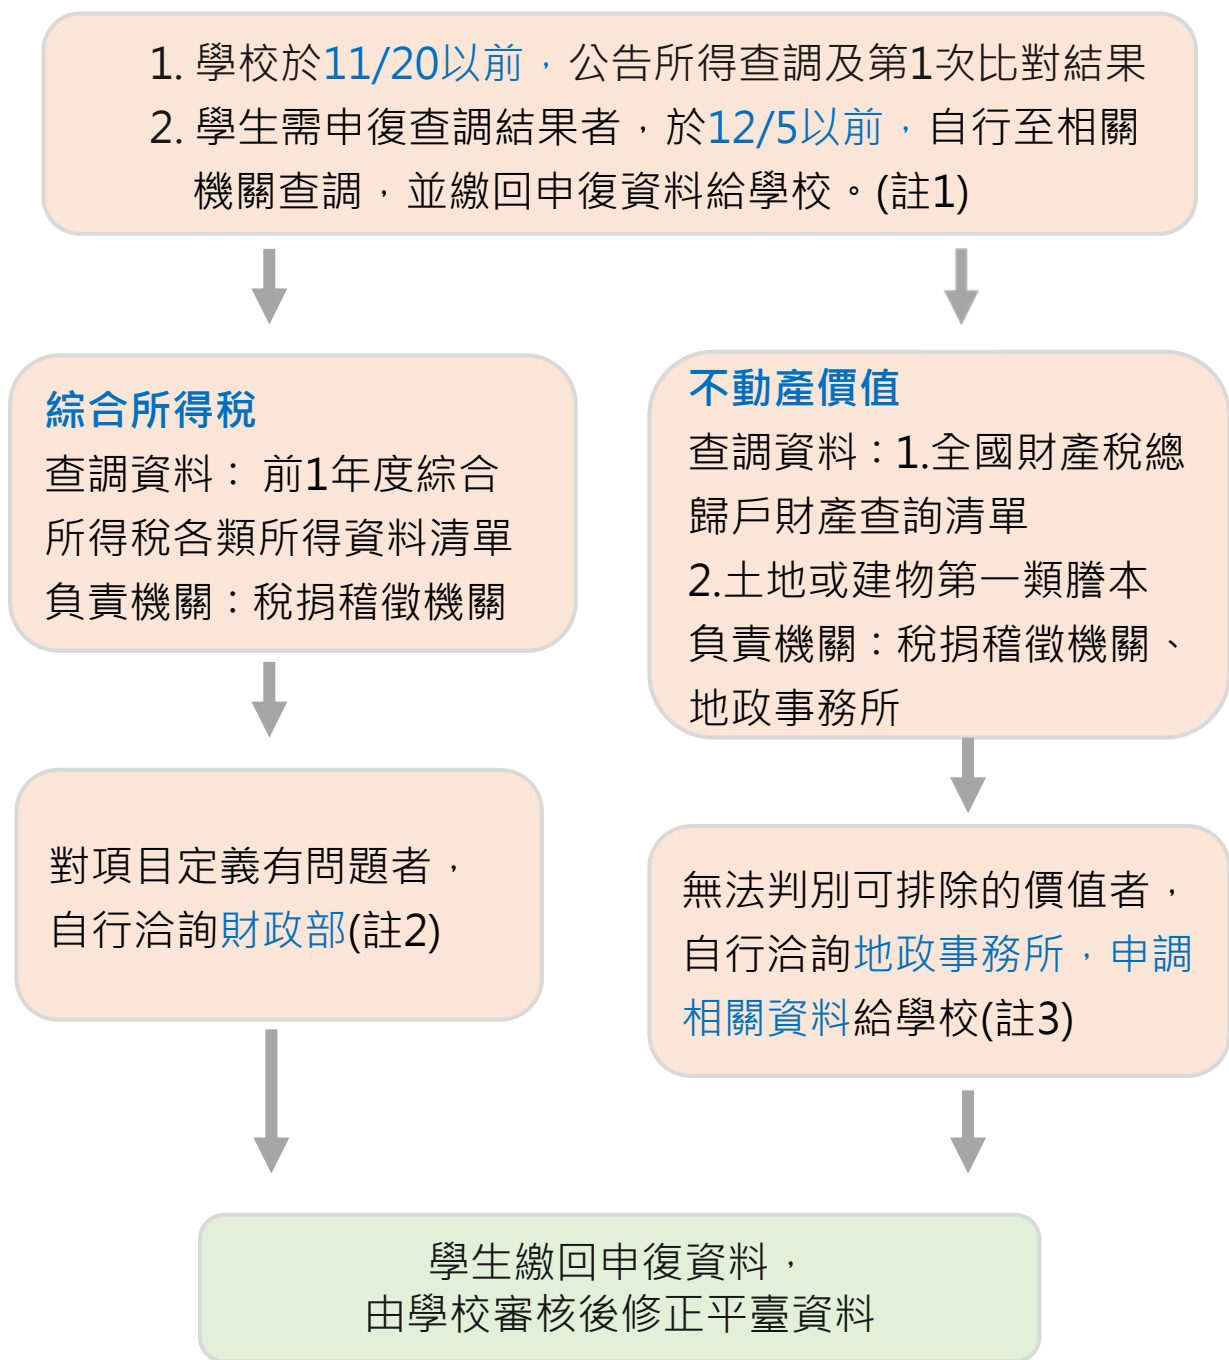 1. 學校於11/20以前，公告所得查調及第1次比對結果
2. 學生需申復查調結果者，於12/5以前，自行至相關
機關查調，並繳回申復資料給學校。(註1)
綜合所得稅
查調資料： 前1年度綜合
所得稅各類所得資料清單
負責機關：稅捐稽徵機關
不動產價值
查調資料：1.全國財產稅總
歸戶財產查詢清單
2.土地或建物第一類謄本
負責機關：稅捐稽徵機關、
地政事務所
對項目定義有問題者，
自行洽詢財政部(註2)
無法判別可排除的價值者，
自行洽詢地政事務所，申調
相關資料給學校(註3)
學生繳回申復資料，
由學校審核後修正平臺資料